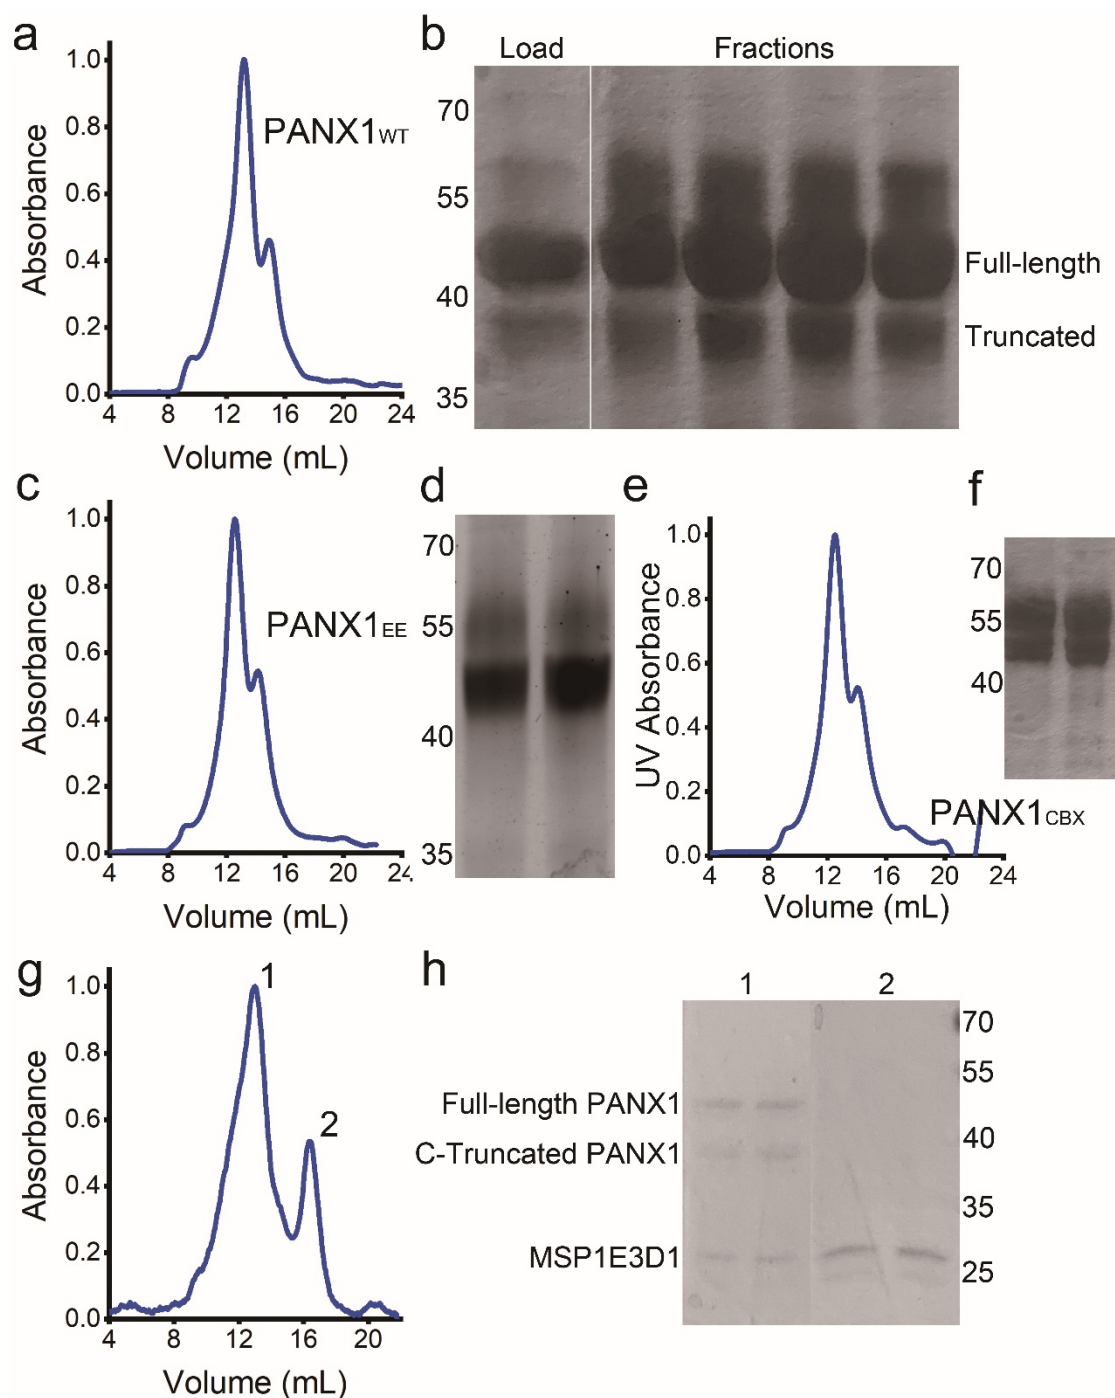 a
1.0
0.8
0.6
0.4
0.2
0.0
4 8 12 16 20 24
Absorbance
Volume (mL)
PANX1WT
b
Load Fractions
70
55
40
35
Full-length
Truncated
c
1.0
0.8
0.6
0.4
0.2
0.0
4 8 12 16 20 24
Absorbance
Volume (mL)
PANX1EE
d
70
55
40
35
e
1.0
0.8
0.6
0.4
0.2
0.0
4 8 12 16 20 24
UV Absorbance
Volume (mL)
PANX1CBX
f
70
55
40
g
1.0
0.8
0.6
0.4
0.2
0.0
4 8 12 16 20
Absorbance
Volume (mL)
1
2
h
1 2
Full-length PANX1
C-Truncated PANX1
MSP1E3D1
70
55
40
35
25